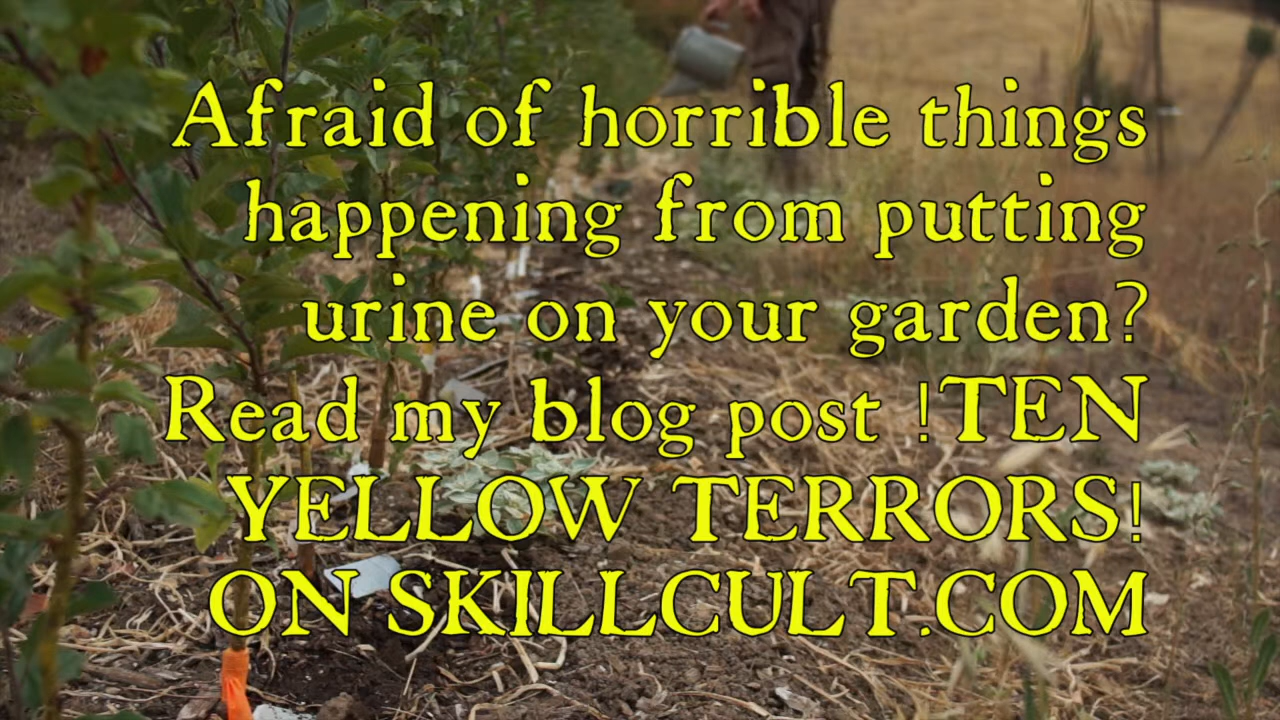 Afraid of horrible things
happening from putting
urine on your garden?
Read my blog post !TEN
YELLOW TERRORS!
ON SKILLCULT.COM